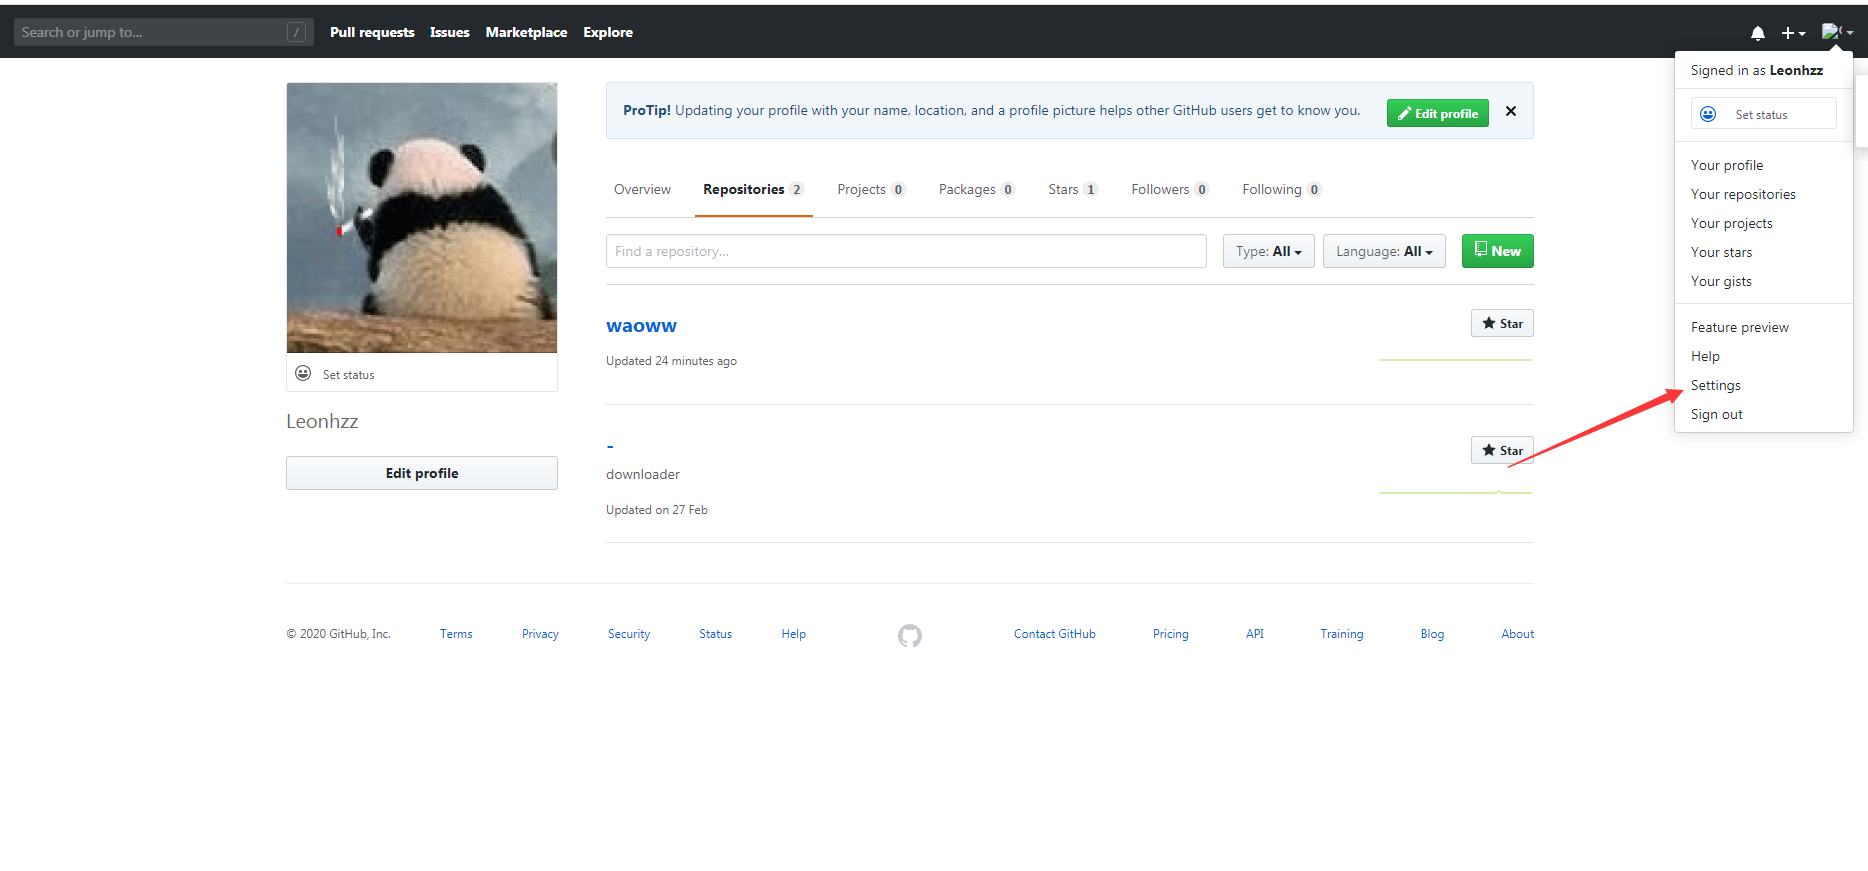 Search or jump to... /
Pull requests Issues Marketplace Explore
Signed in as Leonhzz
Set status
Your profile
Your repositories
Your projects
Your stars
Your gists
Feature preview
Help
Settings
Sign out
ProTip! Updating your profile with your name, location, and a profile picture helps other GitHub users get to know you.
Edit profile
Overview Repositories 2 Projects 0 Packages 0 Stars 1 Followers 0 Following 0
Find a repository... Type: All Language: All New
waoww Star
Updated 24 minutes ago
Set status
Leonhzz
Edit profile
- Star
downloader
Updated on 27 Feb
© 2020 GitHub, Inc. Terms Privacy Security Status Help Contact GitHub Pricing API Training Blog About